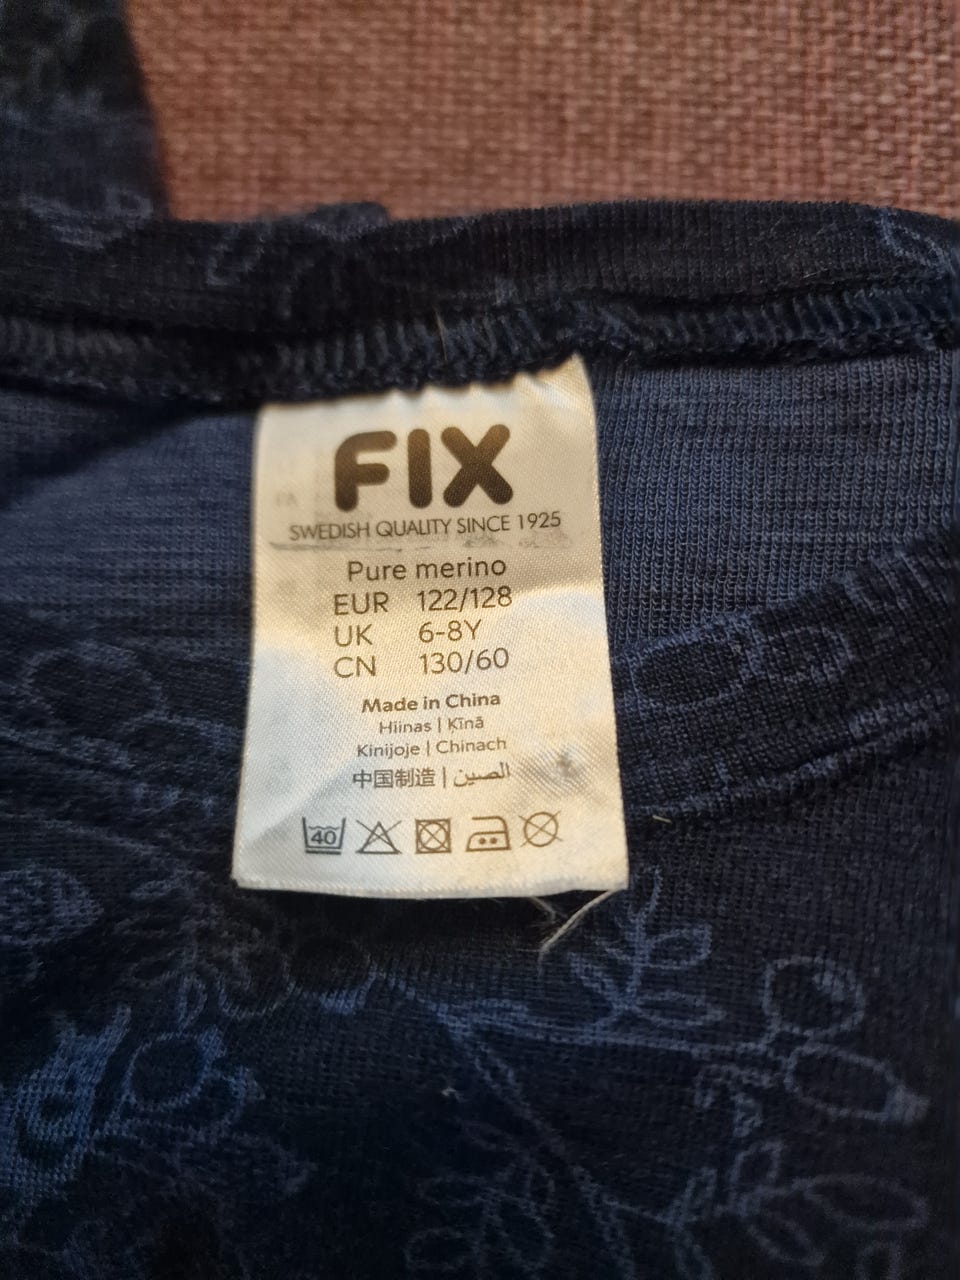 FIX
SWEDISH QUALITY SINCE 1925
Pure merino
EUR 122/128
UK 6-8Y
CN 130/60
Made in China
Hiinas | Ķīnā
Kinijoje | Chinach
中国制造 | الصين
40